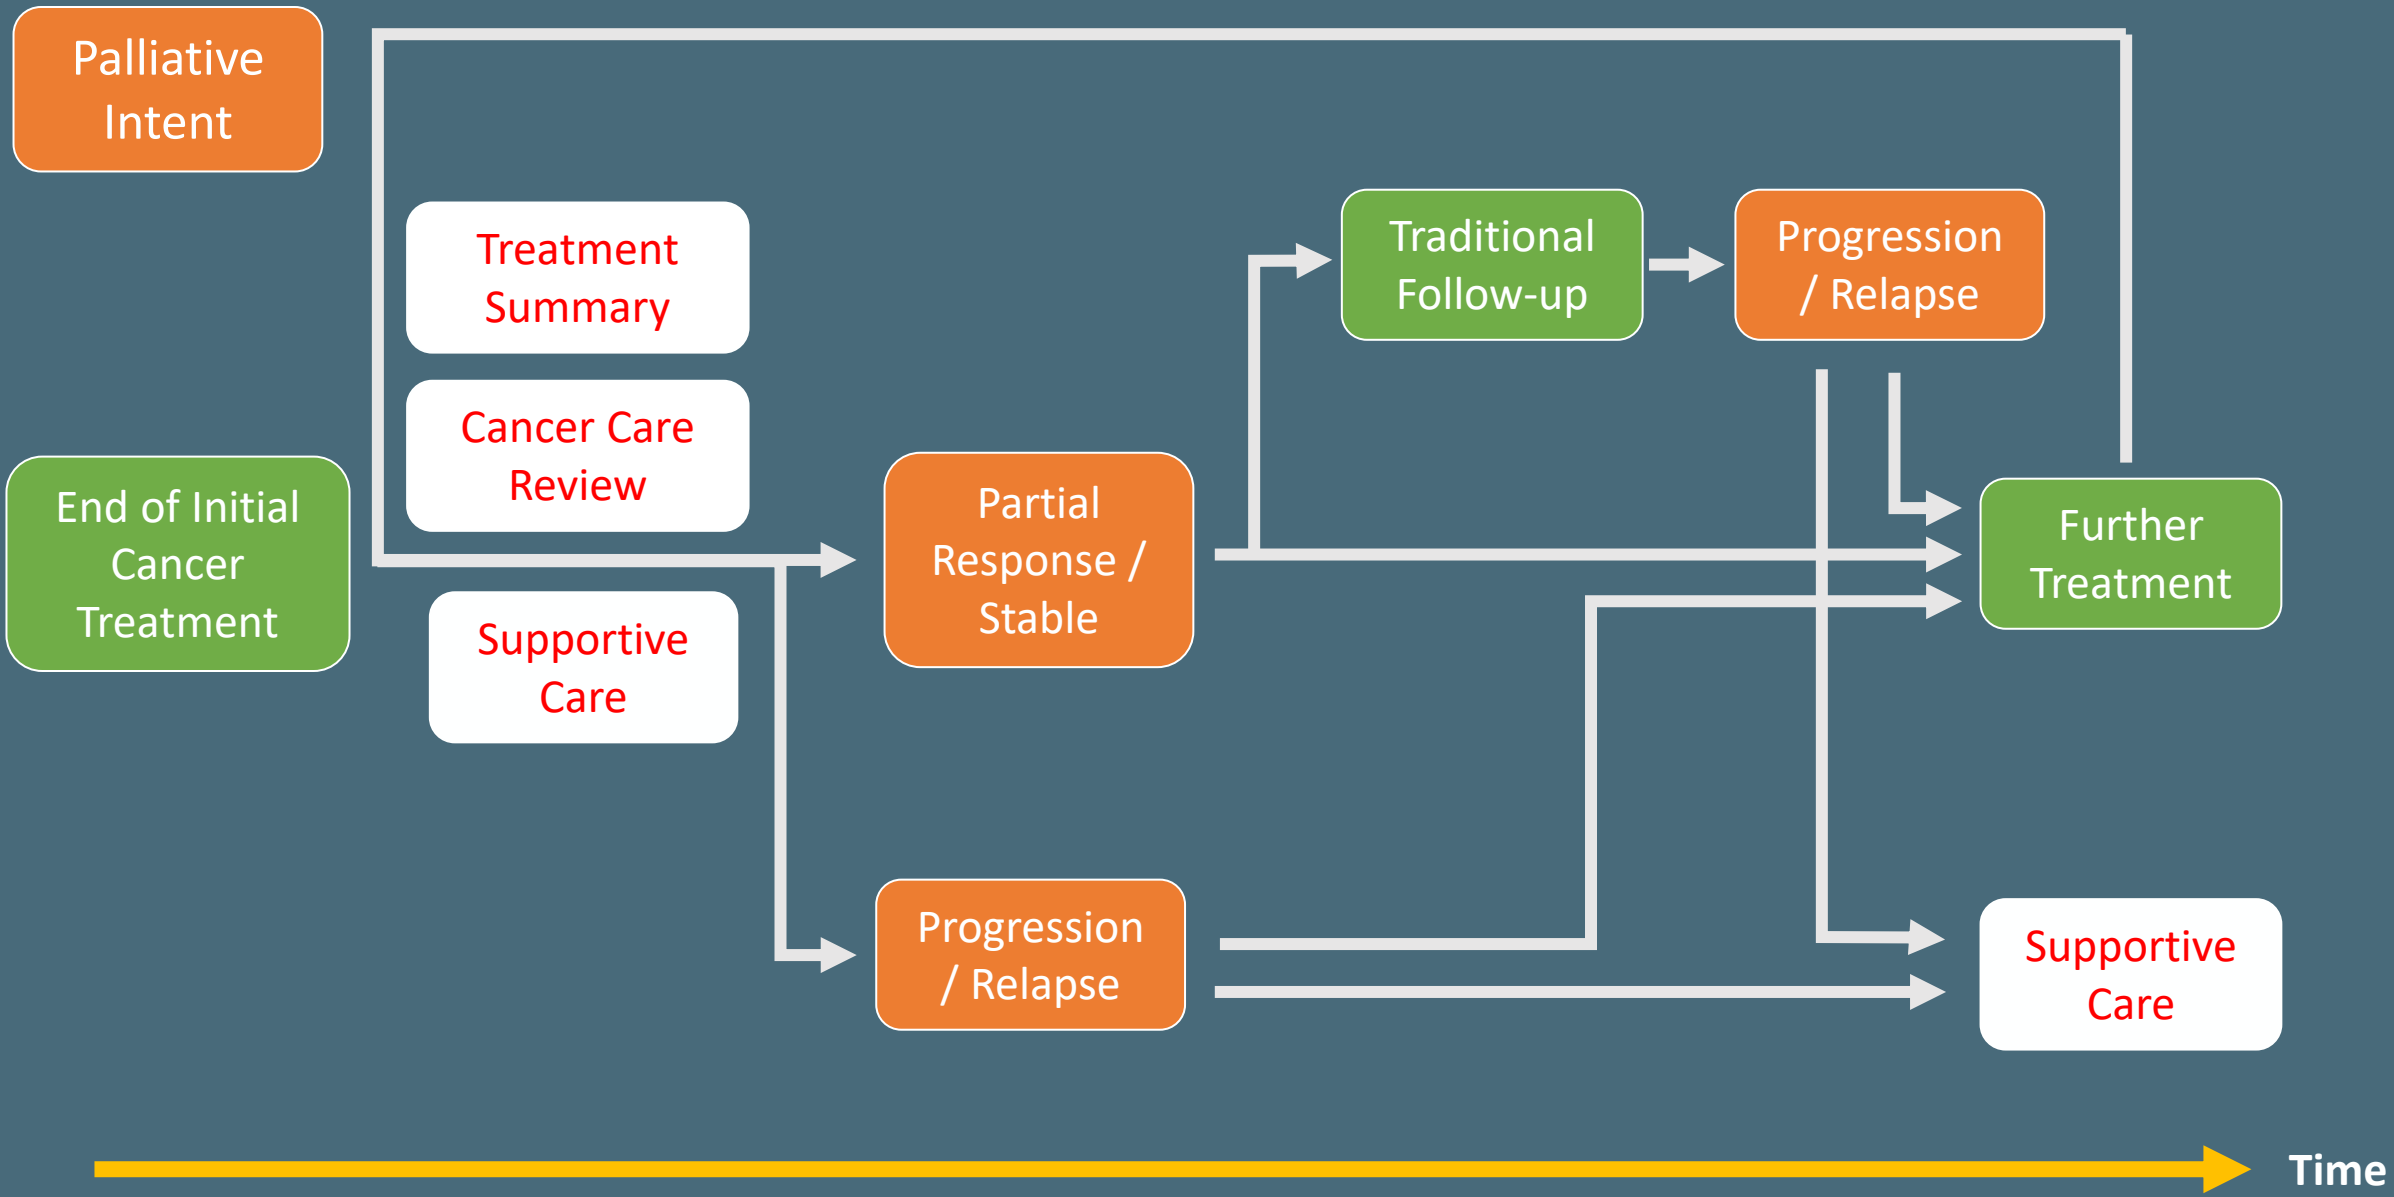 Palliative
Intent
Treatment
Summary
Cancer Care
Review
End of Initial
Cancer
Treatment
Supportive
Care
Partial
Response /
Stable
Traditional
Follow-up
Progression
/ Relapse
Further
Treatment
Progression
/ Relapse
Supportive
Care
Time